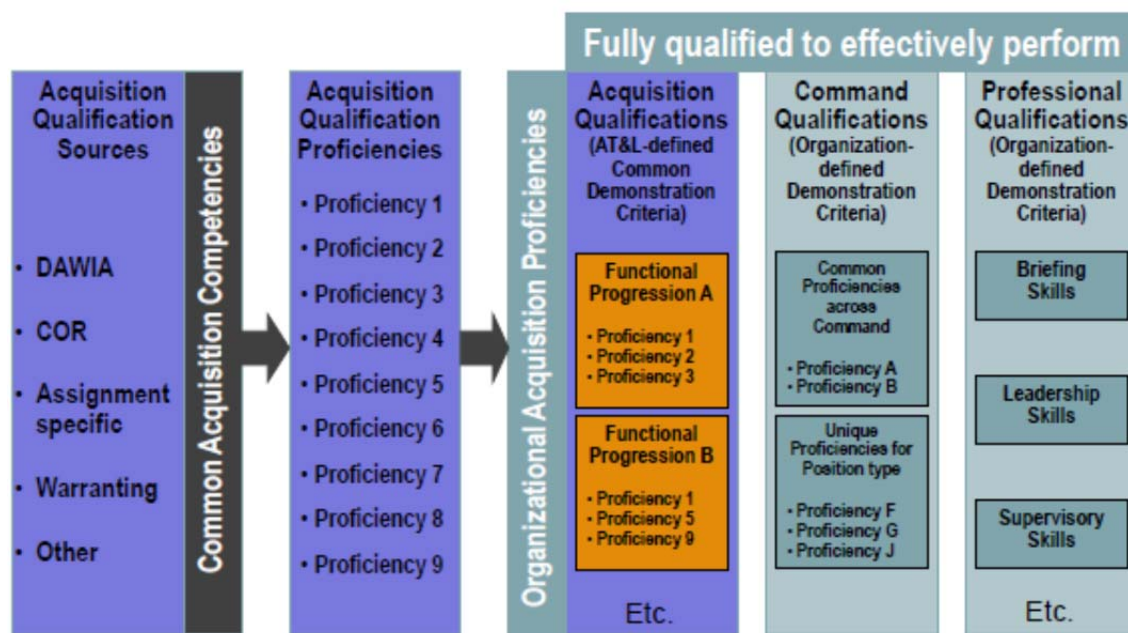 Fully qualified to effectively perform
Acquisition
Qualification
Sources
• DAWIA
• COR
• Assignment
specific
• Warranting
• Other
Common Acquisition Competencies
Acquisition
Qualification
Proficiencies
• Proficiency 1
• Proficiency 2
• Proficiency 3
• Proficiency 4
• Proficiency 5
• Proficiency 6
• Proficiency 7
• Proficiency 8
• Proficiency 9
Organizational Acquisition Proficiencies
Acquisition
Qualifications
(AT&L-defined
Common
Demonstration
Criteria)
Functional
Progression A
• Proficiency 1
• Proficiency 2
• Proficiency 3
Functional
Progression B
• Proficiency 1
• Proficiency 5
• Proficiency 9
Etc.
Command
Qualifications
(Organization-
defined
Demonstration
Criteria)
Common
Proficiencies
across
Command
• Proficiency A
• Proficiency B
Unique
Proficiencies for
Position type
• Proficiency F
• Proficiency G
• Proficiency J
Professional
Qualifications
(Organization-
defined
Demonstration
Criteria)
Briefing
Skills
Leadership
Skills
Supervisory
Skills
Etc.